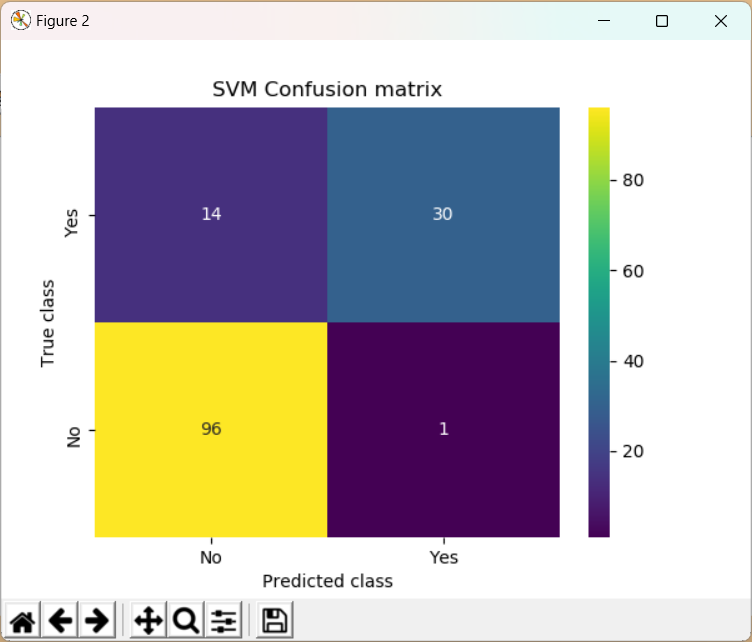 Figure 2
SVM Confusion matrix
Yes
14
30
80
60
True class
40
No
96
1
20
No
Yes
Predicted class